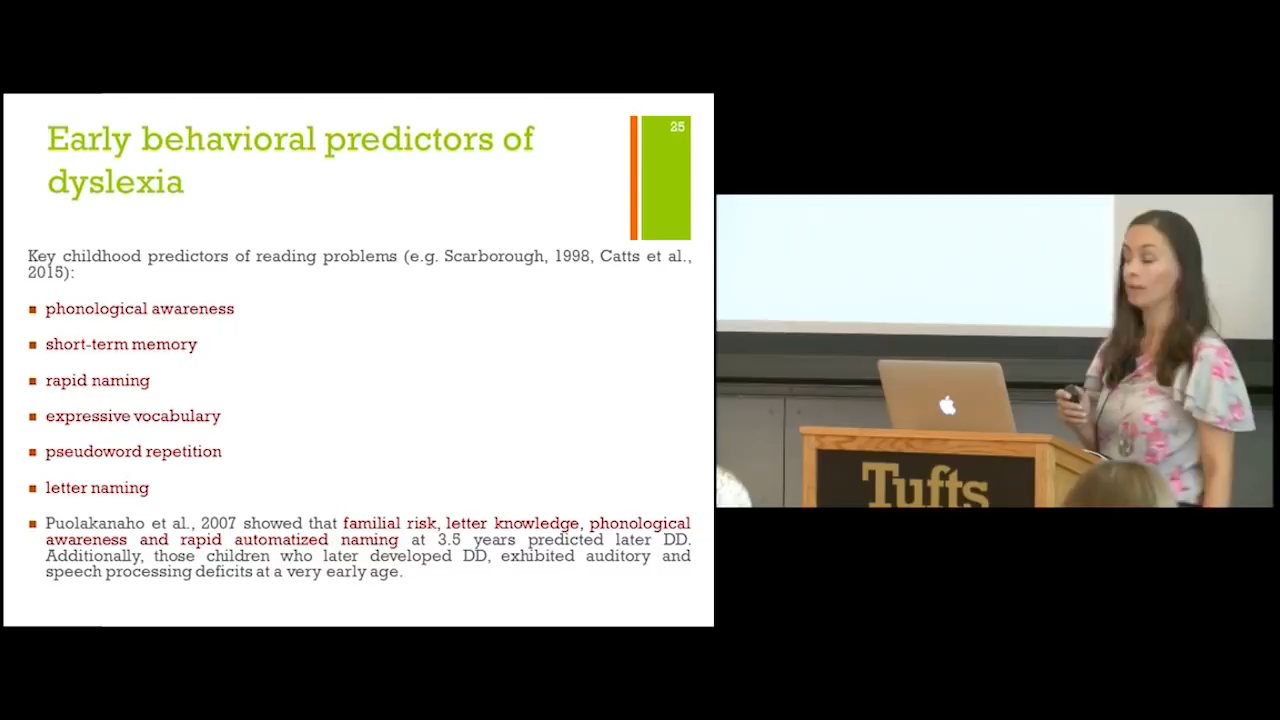 Early behavioral predictors of
dyslexia
25
Key childhood predictors of reading problems (e.g. Scarborough, 1998, Catts et al.,
2015):
phonological awareness
short-term memory
rapid naming
expressive vocabulary
pseudoword repetition
letter naming
Puolakanaho et al., 2007 showed that familial risk, letter knowledge, phonological
awareness and rapid automatized naming at 3.5 years predicted later DD.
Additionally, those children who later developed DD, exhibited auditory and
speech processing deficits at a very early age.
Tufts